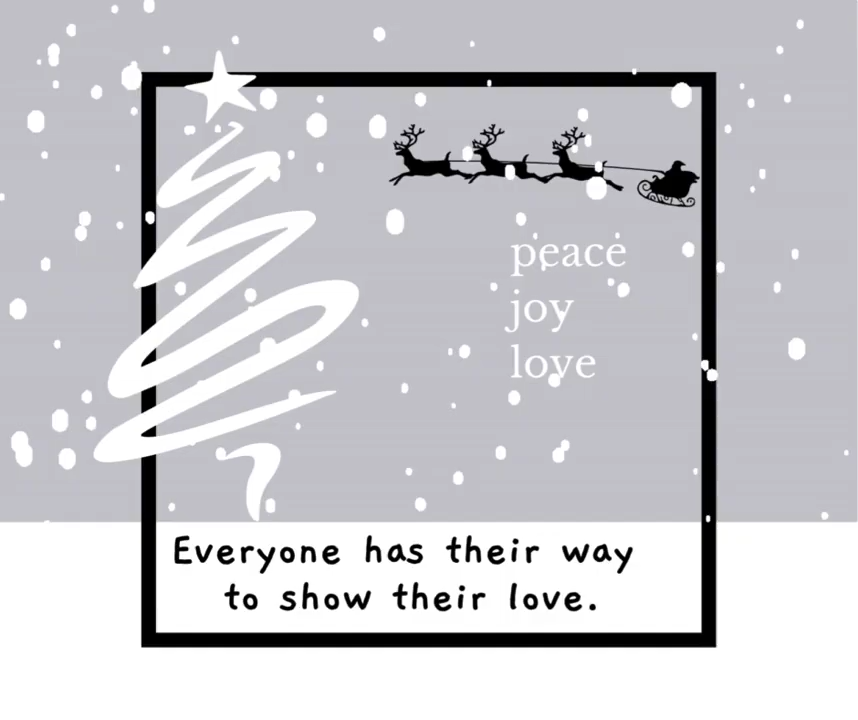 peace
joy
love
Everyone has their way
to show their love.